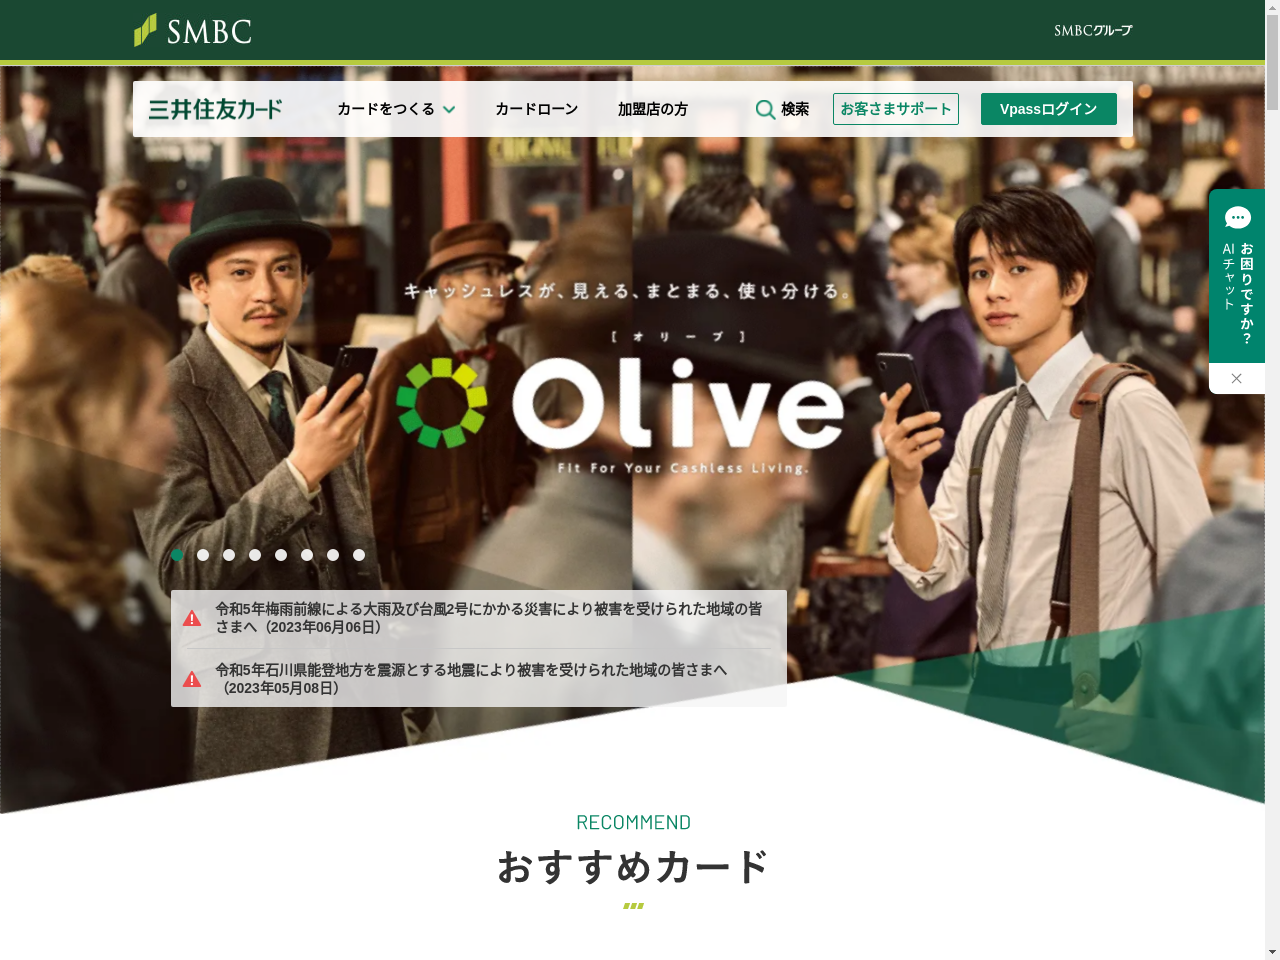 SMBC
SMBCグループ
三井住友カード
カードをつくる
カードローン
加盟店の方
検索
お客さまサポート
Vpassログイン
お困りですか？
AIチャット
キャッシュレスが、見える、まとまる、使い分ける。
［オリーブ］
Olive
Fit For Your Cashless Living.
令和5年梅雨前線による大雨及び台風2号にかかる災害により被害を受けられた地域の皆
さまへ（2023年06月06日）
令和5年石川県能登地方を震源とする地震により被害を受けられた地域の皆さまへ
（2023年05月08日）
RECOMMEND
おすすめカード